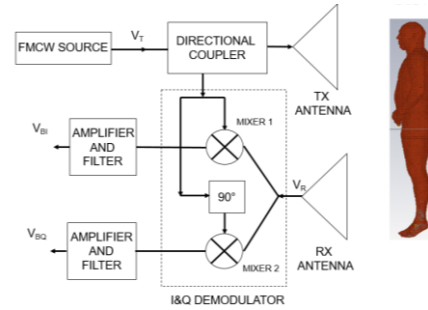 FMCW SOURCE
V_T
DIRECTIONAL
COUPLER
TX
ANTENNA
MIXER 1
V_BI
AMPLIFIER
AND
FILTER
90°
V_R
V_BQ
AMPLIFIER
AND
FILTER
MIXER 2
RX
ANTENNA
I&Q DEMODULATOR